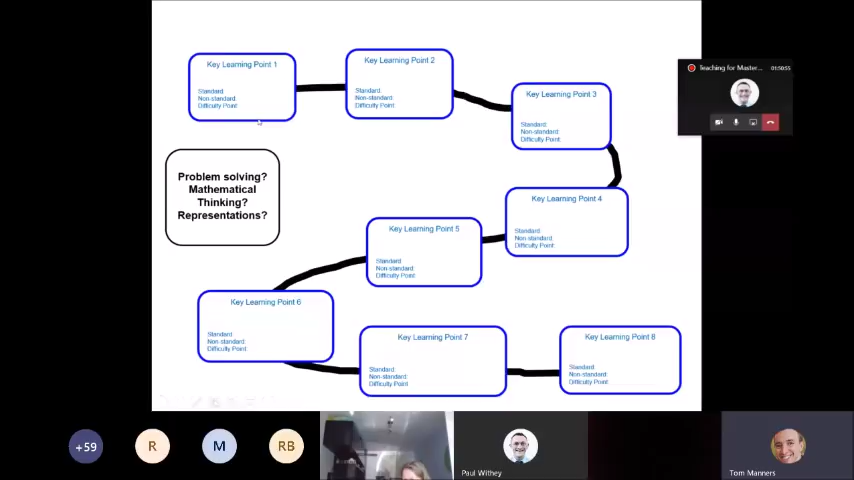 Key Learning Point 1
Standard:
Non-standard:
Difficulty Point:
Key Learning Point 2
Standard:
Non-standard:
Difficulty Point:
Key Learning Point 3
Standard:
Non-standard:
Difficulty Point:
Teaching for Master...
01:50:55
Problem solving?
Mathematical
Thinking?
Representations?
Key Learning Point 4
Standard:
Non-standard:
Difficulty Point:
Key Learning Point 5
Standard:
Non-standard:
Difficulty Point:
Key Learning Point 6
Standard:
Non-standard:
Difficulty Point:
Key Learning Point 7
Standard:
Non-standard:
Difficulty Point:
Key Learning Point 8
Standard:
Non-standard:
Difficulty Point:
+59
R
M
RB
Paul Withey
Tom Manners